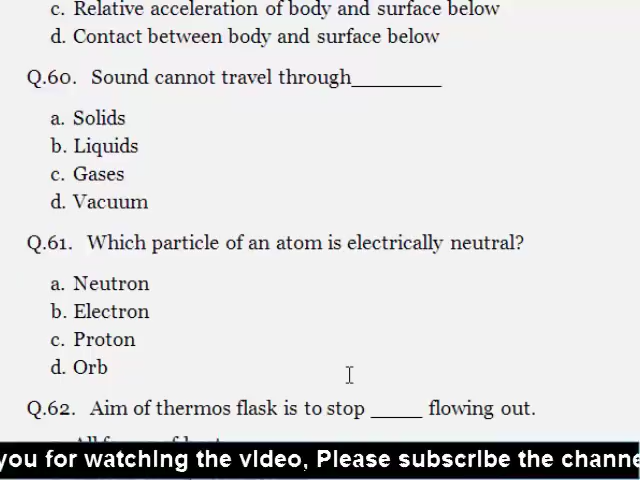 c. Relative acceleration of body and surface below
d. Contact between body and surface below
Q.60. Sound cannot travel through________
a. Solids
b. Liquids
c. Gases
d. Vacuum
Q.61. Which particle of an atom is electrically neutral?
a. Neutron
b. Electron
c. Proton
d. Orb
Q.62. Aim of thermos flask is to stop _____ flowing out.
you for watching the video, Please subscribe the channe